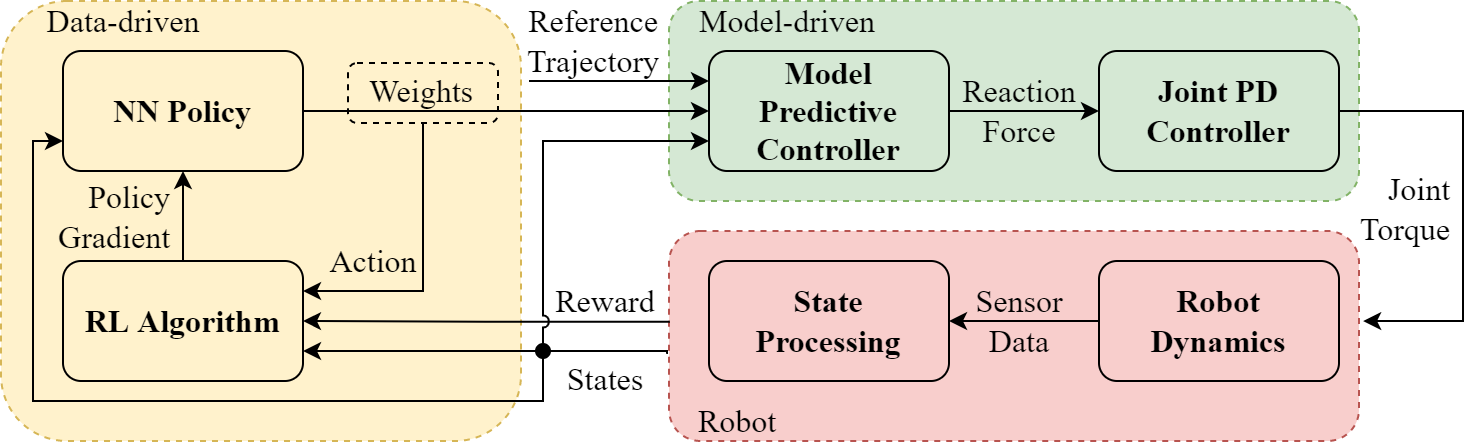 Data-driven
NN Policy
Weights
Policy
Gradient
Action
RL Algorithm
Reference
Trajectory
Model-driven
Model
Predictive
Controller
Reaction
Force
Joint PD
Controller
Joint
Torque
Reward
States
State
Processing
Sensor
Data
Robot
Dynamics
Robot